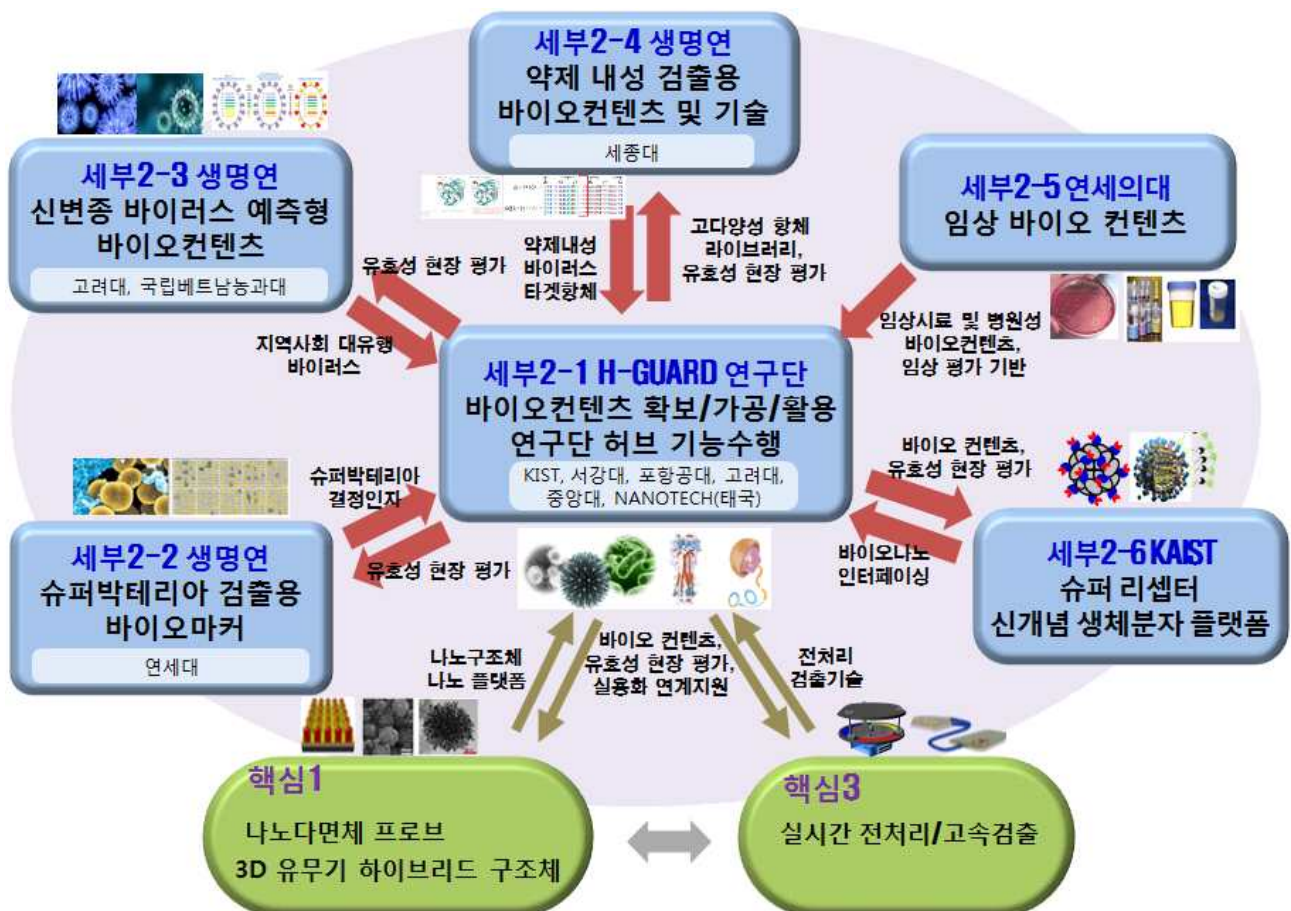 세부2-4 생명연
약제 내성 검출용
바이오컨텐츠 및 기술
세종대
세부2-3 생명연
신변종 바이러스 예측형
바이오컨텐츠
고려대, 국립베트남농과대
세부2-5 연세의대
임상 바이오 컨텐츠
유효성 현장 평가
약제내성
바이러스
타겟항체
고다양성 항체
라이브러리,
유효성 현장 평가
지역사회 대유행
바이러스
임상시료 및 병원성
바이오컨텐츠,
임상 평가 기반
세부2-1 H-GUARD 연구단
바이오컨텐츠 확보/가공/활용
연구단 허브 기능수행
KIST, 서강대, 포항공대, 고려대,
중앙대, NANOTECH(태국)
슈퍼박테리아
결정인자
바이오 컨텐츠,
유효성 현장 평가
세부2-2 생명연
슈퍼박테리아 검출용
바이오마커
연세대
유효성 현장 평가
바이오나노
인터페이싱
세부2-6 KAIST
슈퍼 리셉터
신개념 생체분자 플랫폼
나노구조체
나노 플랫폼
바이오 컨텐츠,
유효성 현장 평가,
실용화 연계지원
전처리
검출기술
핵심1
나노다면체 프로브
3D 유무기 하이브리드 구조체
핵심3
실시간 전처리/고속검출